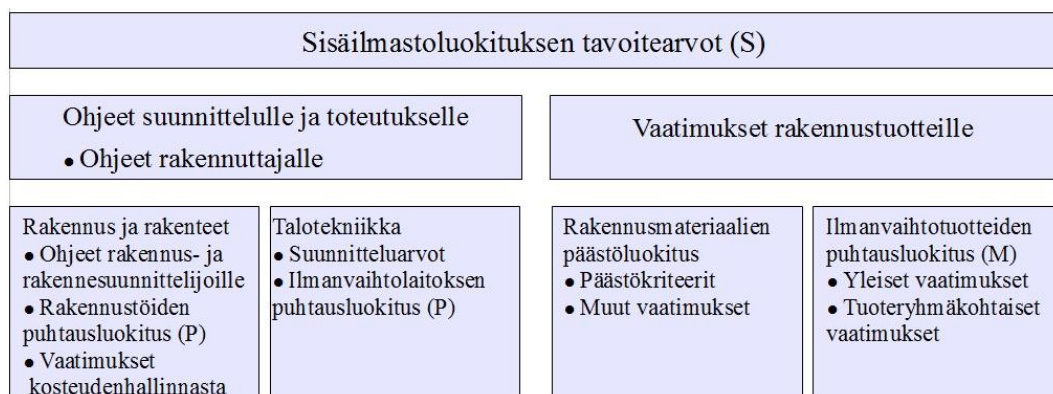 Sisäilmastoluokituksen tavoitearvot (S)
Ohjeet suunnittelulle ja toteutukselle
● Ohjeet rakennuttajalle
Vaatimukset rakennustuotteille
Rakennus ja rakenteet
● Ohjeet rakennus- ja
rakennesuunnittelijoille
● Rakennustöiden
puhtausluokitus (P)
● Vaatimukset
kosteudenhallinnasta
Talotekniikka
● Suunnitteluarvot
● Ilmanvaihtolaitoksen
puhtausluokitus (P)
Rakennusmateriaalien
päästöluokitus
● Päästökriteerit
● Muut vaatimukset
Ilmanvaihtotuotteiden
puhtausluokitus (M)
● Yleiset vaatimukset
● Tuoteryhmäkohtaiset
vaatimukset